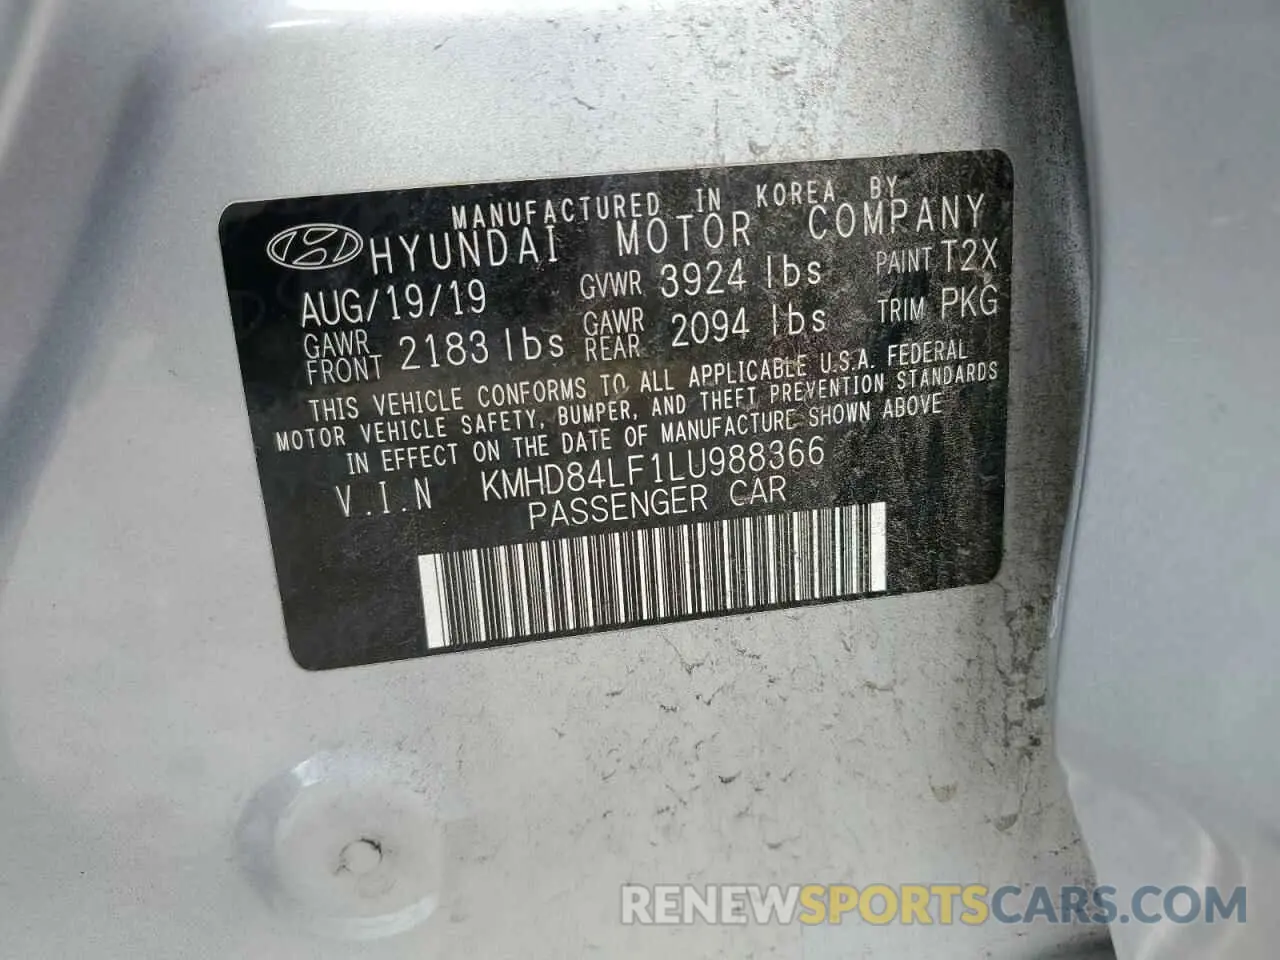 MANUFACTURED IN KOREA BY
HYUNDAI MOTOR COMPANY
AUG/19/19 GVWR 3924 lbs PAINT T2X
GAWR FRONT 2183 lbs GAWR REAR 2094 lbs TRIM PKG
THIS VEHICLE CONFORMS TO ALL APPLICABLE U.S.A. FEDERAL
MOTOR VEHICLE SAFETY, BUMPER, AND THEFT PREVENTION STANDARDS
IN EFFECT ON THE DATE OF MANUFACTURE SHOWN ABOVE
V.I.N KMHD84LF1LU988366
PASSENGER CAR
RENEWSPORTSCARS.COM